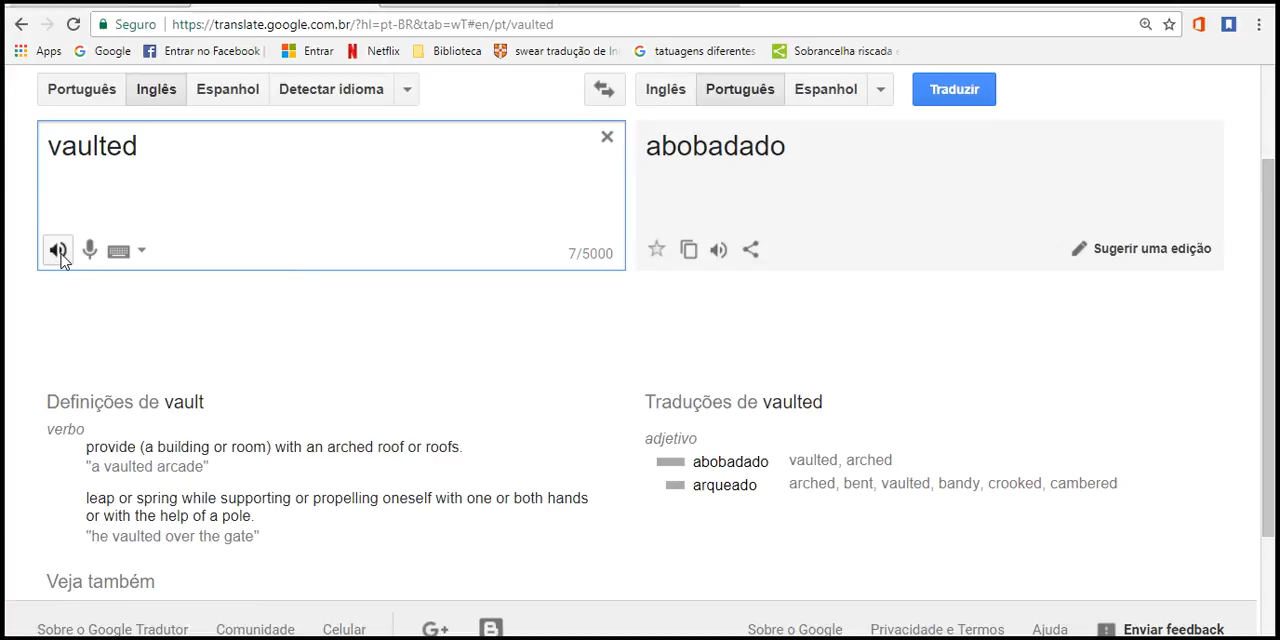 Seguro https://translate.google.com.br/?hl=pt-BR&tab=wT#en/pt/vaulted
Apps Google Entrar no Facebook Entrar Netflix Biblioteca swear tradução de tatuagens diferentes Sobrancelha riscada
Português Inglês Espanhol Detectar idioma Inglês Português Espanhol Traduzir
vaulted
abobadado
7/5000
Sugerir uma edição
Definições de vault
verbo
provide (a building or room) with an arched roof or roofs.
"a vaulted arcade"
leap or spring while supporting or propelling oneself with one or both hands
or with the help of a pole.
"he vaulted over the gate"
Veja também
Traduções de vaulted
adjetivo
abobadado vaulted, arched
arqueado arched, bent, vaulted, bandy, crooked, cambered
Sobre o Google Tradutor Comunidade Celular G+ B Sobre o Google Privacidade e Termos Ajuda Enviar feedback